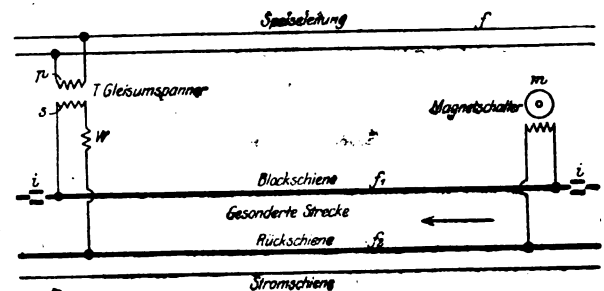 Speiseleitung f
p
T Gleisumspanner
s
W
m
Magnetschalter
i
Blockschiene f1
i
Gesonderte Strecke
Rückschiene f2
Stromschiene